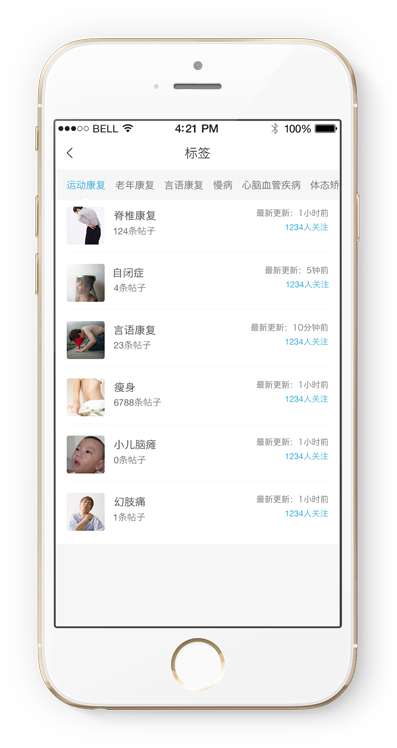 BELL 4:21 PM 100%
标签
运动康复 老年康复 言语康复 慢病 心脑血管疾病 体态矫
脊椎康复 最新更新：1小时前
124条帖子 1234人关注
自闭症 最新更新：5钟前
4条帖子 1234人关注
言语康复 最新更新：10分钟前
23条帖子 1234人关注
瘦身 最新更新：1小时前
6788条帖子 1234人关注
小儿脑瘫 最新更新：1小时前
0条帖子 1234人关注
幻肢痛 最新更新：1小时前
1条帖子 1234人关注